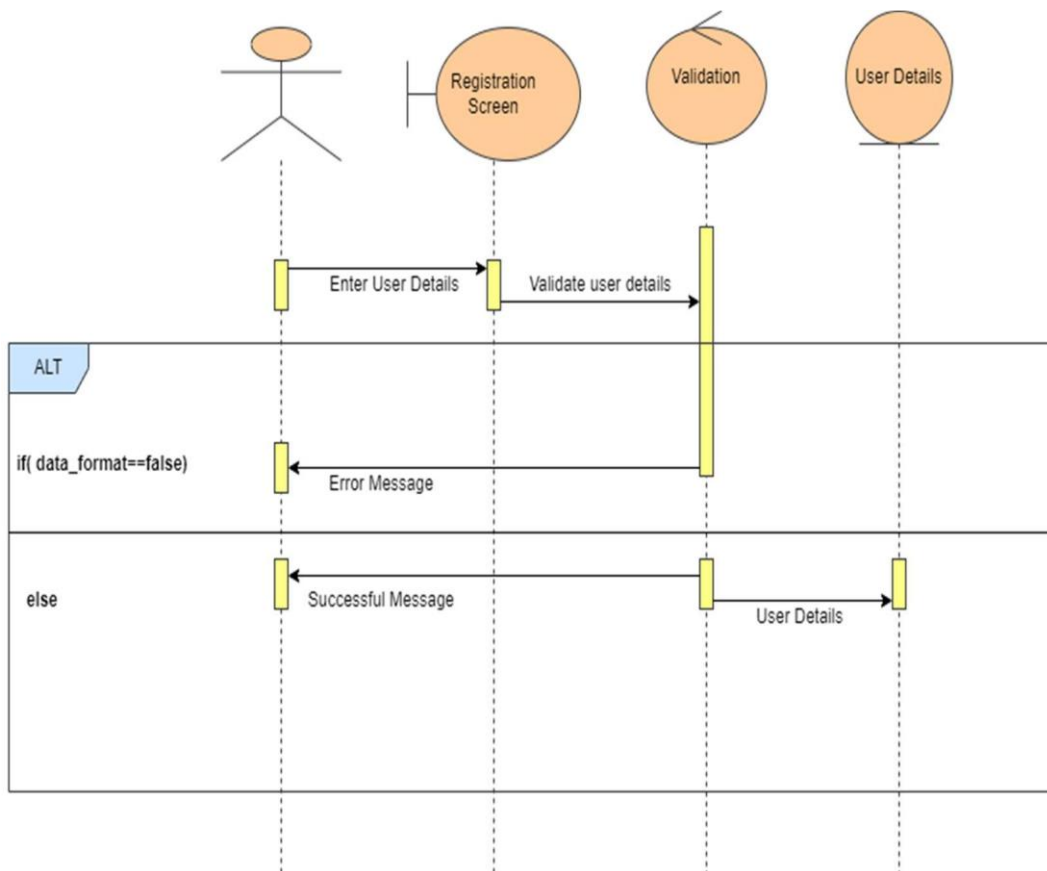 Registration
Screen
Validation
User Details
Enter User Details
Validate user details
ALT
if( data_format==false)
Error Message
else
Successful Message
User Details